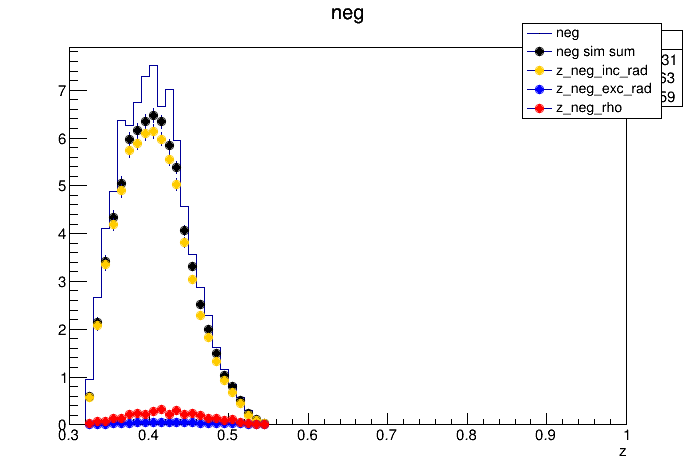 neg
neg
neg sim sum
z_neg_inc_rad
z_neg_exc_rad
z_neg_rho
31
63
59
7
6
5
4
3
2
1
0
0.3 0.4 0.5 0.6 0.7 0.8 0.9 1
z